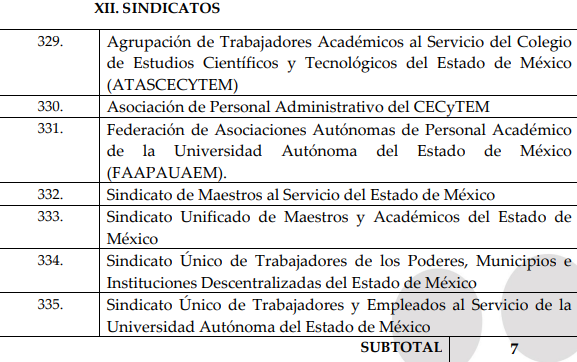 XII. SINDICATOS
329. Agrupación de Trabajadores Académicos al Servicio del Colegio
de Estudios Científicos y Tecnológicos del Estado de México
(ATASCECYTEM)
330. Asociación de Personal Administrativo del CECyTEM
331. Federación de Asociaciones Autónomas de Personal Académico
de la Universidad Autónoma del Estado de México
(FAAPAUAEM).
332. Sindicato de Maestros al Servicio del Estado de México
333. Sindicato Unificado de Maestros y Académicos del Estado de
México
334. Sindicato Único de Trabajadores de los Poderes, Municipios e
Instituciones Descentralizadas del Estado de México
335. Sindicato Único de Trabajadores y Empleados al Servicio de la
Universidad Autónoma del Estado de México
SUBTOTAL 7